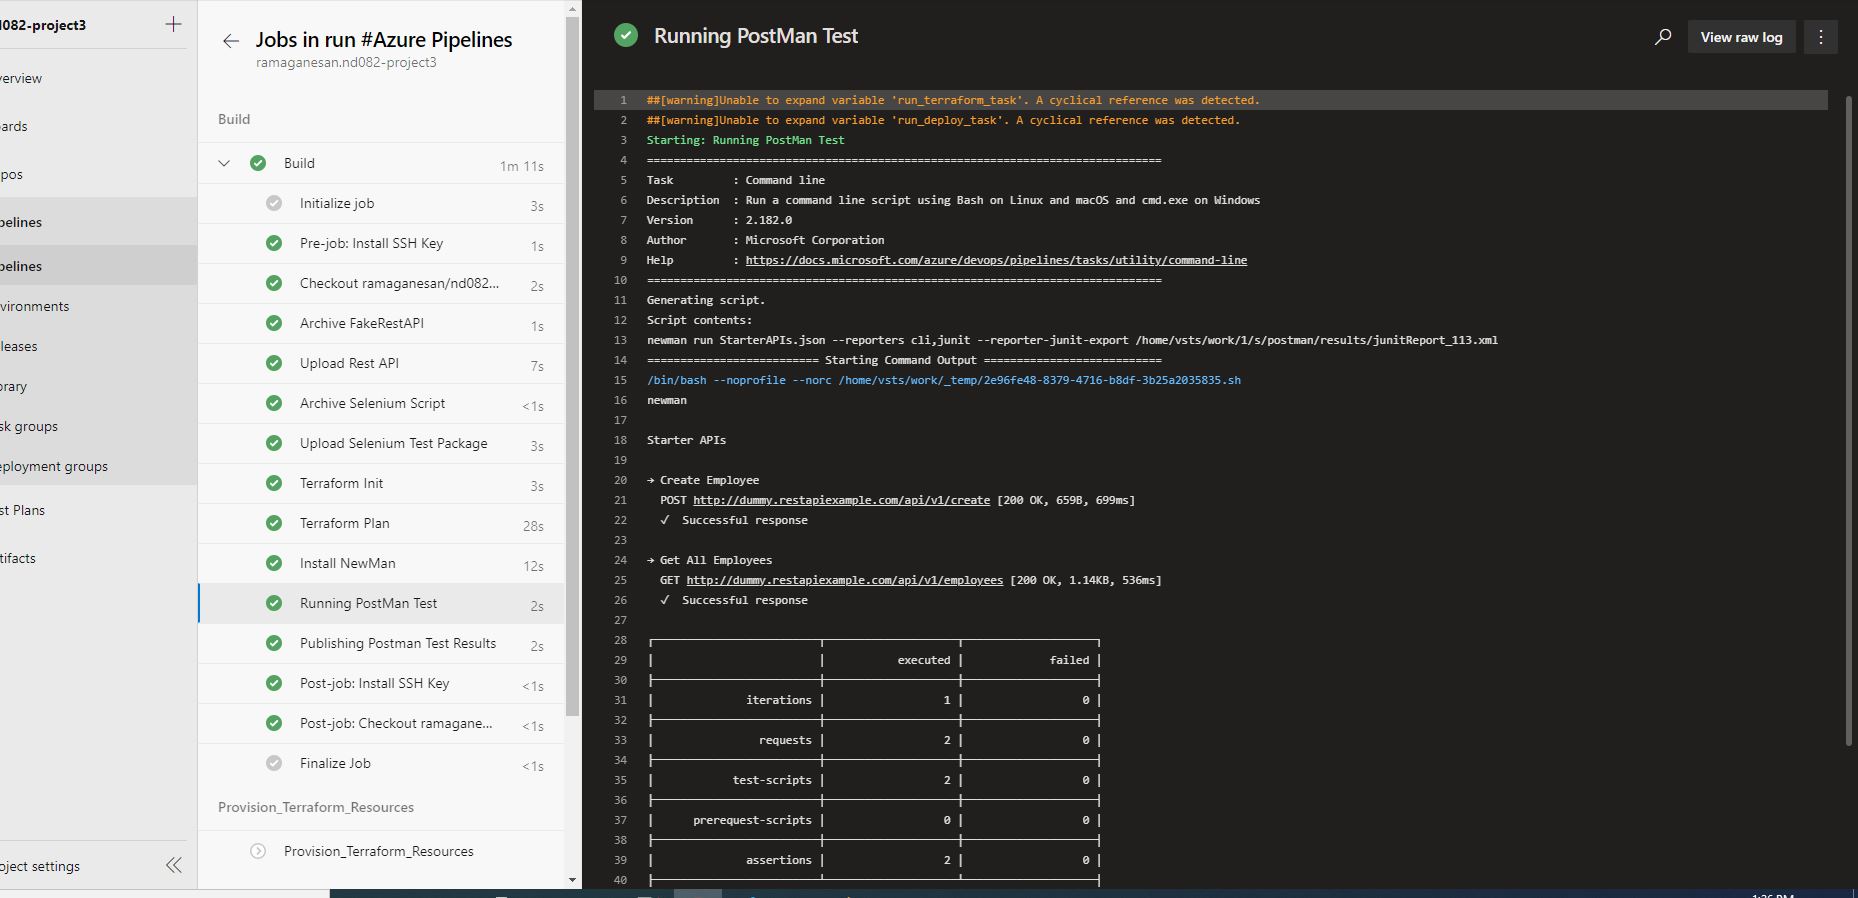 d082-project3
verview
ards
pos
pelines
pelines
vironments
leases
rary
sk groups
eployment groups
st Plans
tifacts
oject settings
Jobs in run #Azure Pipelines
ramaganesan.nd082-project3
Build
Build 1m 11s
Initialize job 3s
Pre-job: Install SSH Key 1s
Checkout ramaganesan/nd082... 2s
Archive FakeRestAPI 1s
Upload Rest API 7s
Archive Selenium Script <1s
Upload Selenium Test Package 3s
Terraform Init 3s
Terraform Plan 28s
Install NewMan 12s
Running PostMan Test 2s
Publishing Postman Test Results 2s
Post-job: Install SSH Key <1s
Post-job: Checkout ramagane... <1s
Finalize Job <1s
Provision_Terraform_Resources
Provision_Terraform_Resources
Running PostMan Test
View raw log
1 ##[warning]Unable to expand variable 'run_terraform_task'. A cyclical reference was detected.
2 ##[warning]Unable to expand variable 'run_deploy_task'. A cyclical reference was detected.
3 Starting: Running PostMan Test
4 ==============================================================================
5 Task : Command line
6 Description : Run a command line script using Bash on Linux and macOS and cmd.exe on Windows
7 Version : 2.182.0
8 Author : Microsoft Corporation
9 Help : https://docs.microsoft.com/azure/devops/pipelines/tasks/utility/command-line
10 ==============================================================================
11 Generating script.
12 Script contents:
13 newman run StarterAPIs.json --reporters cli,junit --reporter-junit-export /home/vsts/work/1/s/postman/results/junitReport_113.xml
14 ========================== Starting Command Output ===========================
15 /bin/bash --noprofile --norc /home/vsts/work/_temp/2e96fe48-8379-4716-b8df-3b25a2035835.sh
16 newman
17
18 Starter APIs
19
20 → Create Employee
21 POST http://dummy.restapiexample.com/api/v1/create [200 OK, 659B, 699ms]
22 ✓ Successful response
23
24 → Get All Employees
25 GET http://dummy.restapiexample.com/api/v1/employees [200 OK, 1.14KB, 536ms]
26 ✓ Successful response
27
28
29 executed failed
30
31 iterations 1 0
32
33 requests 2 0
34
35 test-scripts 2 0
36
37 prerequest-scripts 0 0
38
39 assertions 2 0
40